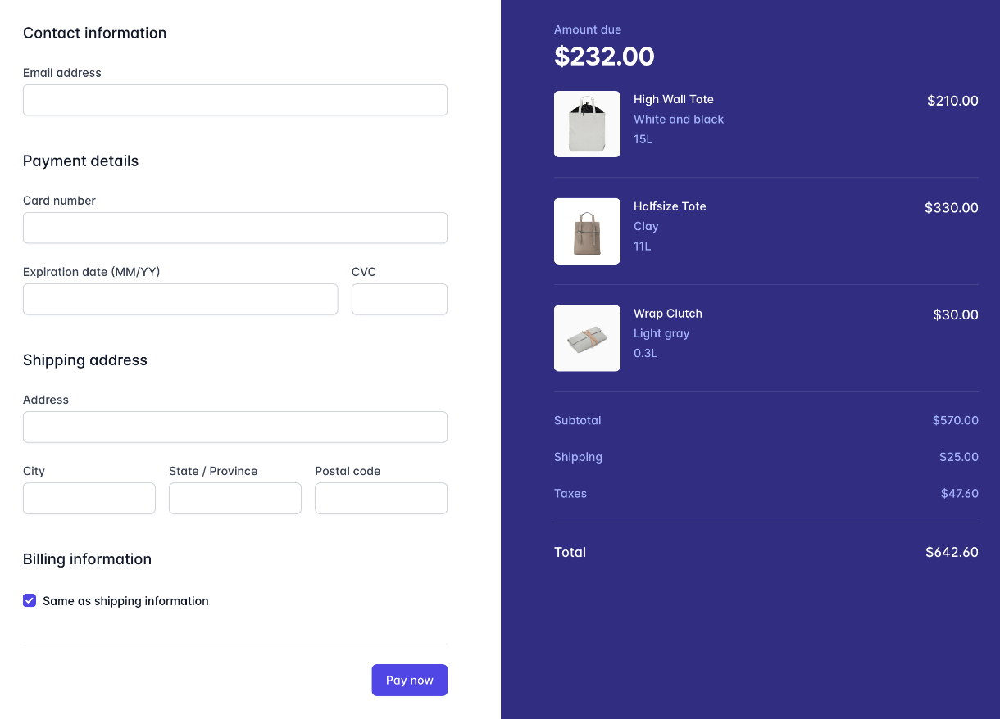 Contact information
Email address
Payment details
Card number
Expiration date (MM/YY)
CVC
Shipping address
Address
City
State / Province
Postal code
Billing information
Same as shipping information
Pay now
Amount due
$232.00
High Wall Tote
$210.00
White and black
15L
Halfsize Tote
$330.00
Clay
11L
Wrap Clutch
$30.00
Light gray
0.3L
Subtotal
$570.00
Shipping
$25.00
Taxes
$47.60
Total
$642.60